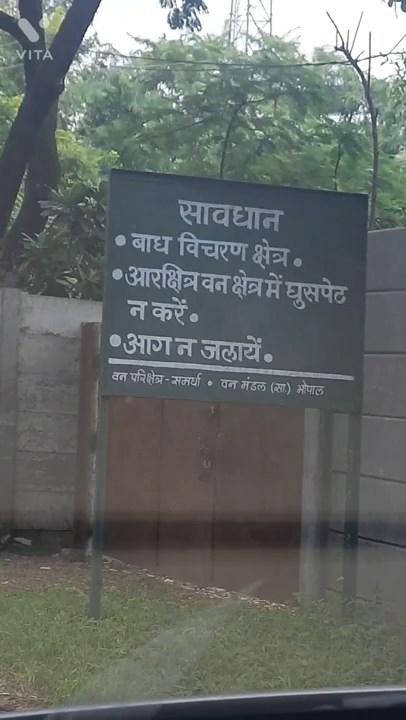 VITA
सावधान
• बाध विचरण क्षेत्र •
• आरक्षित्र वन क्षेत्र में घुसपेठ
न करें •
• आग न जलायें •
वन परिक्षेत्र - समर्धा • वन मंडल (सा.) भोपाल